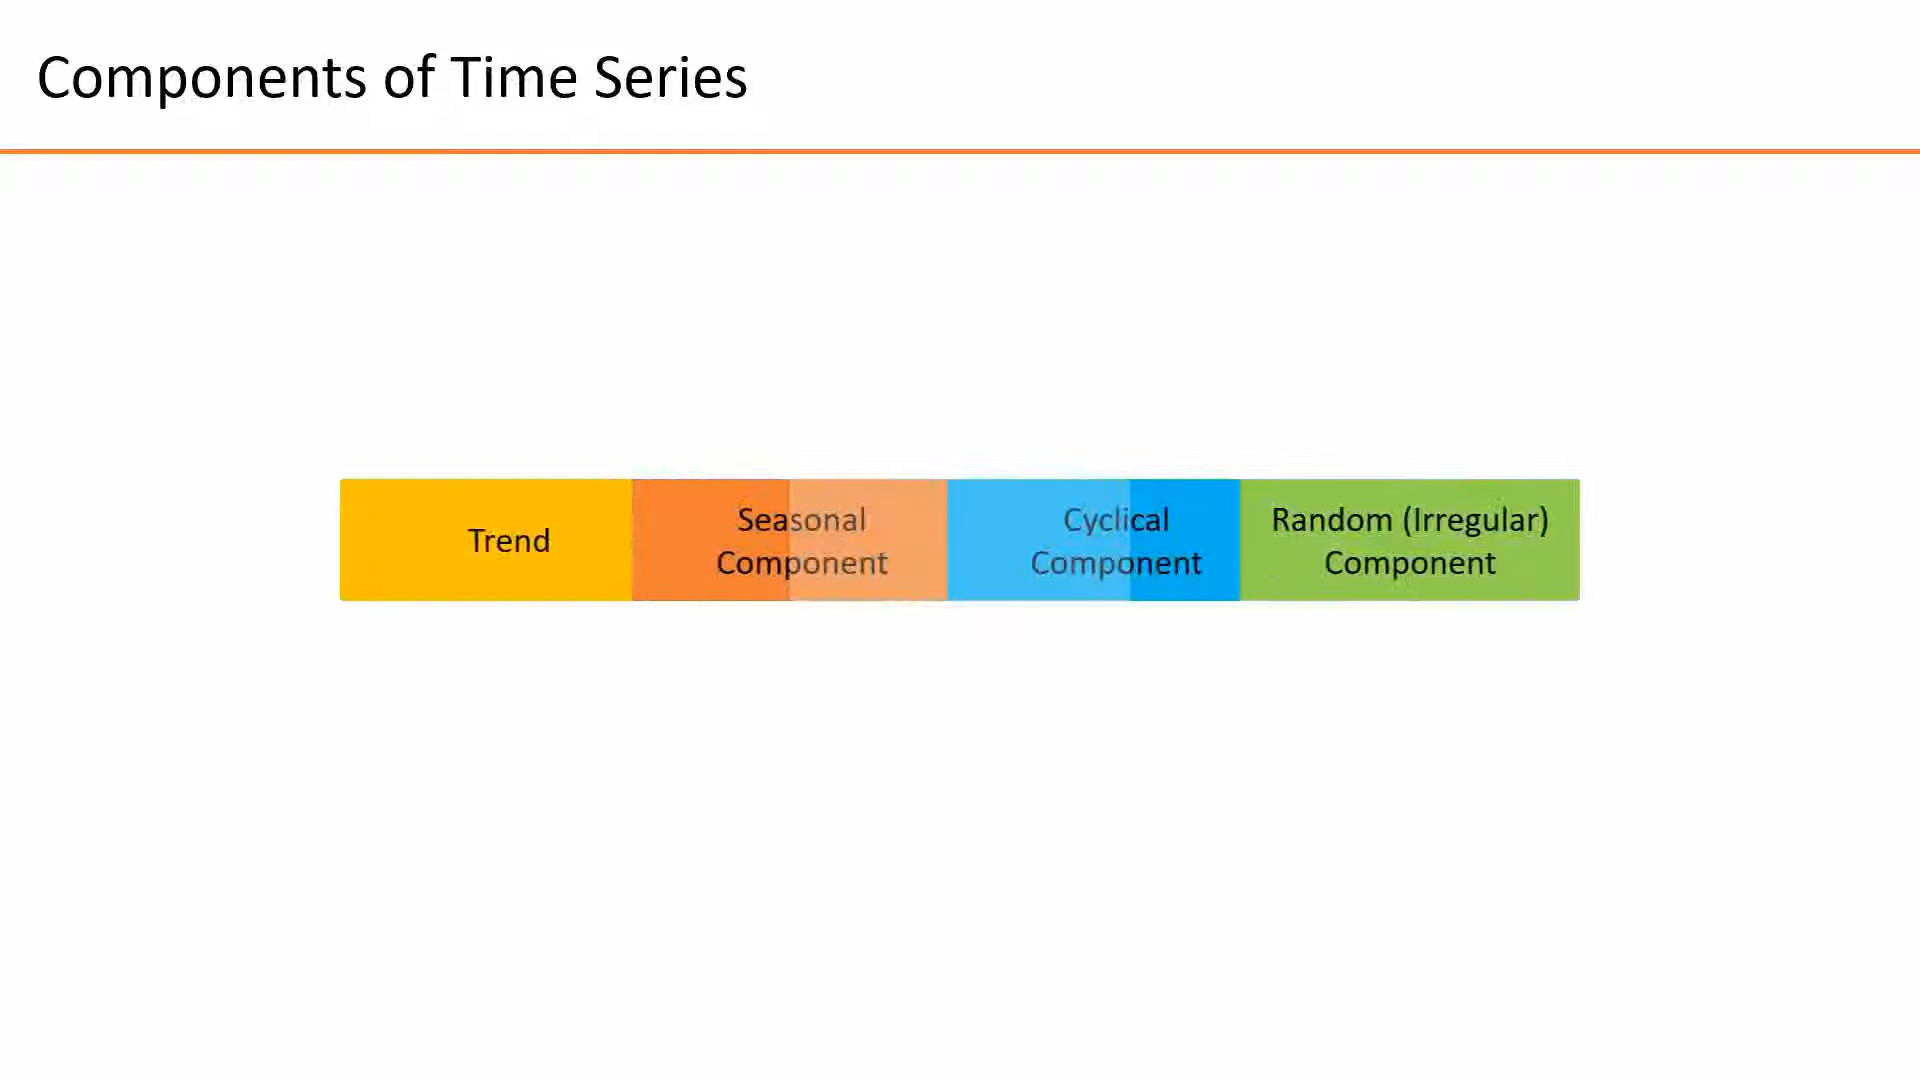 Components of Time Series
Trend
Seasonal
Component
Cyclical
Component
Random (Irregular)
Component